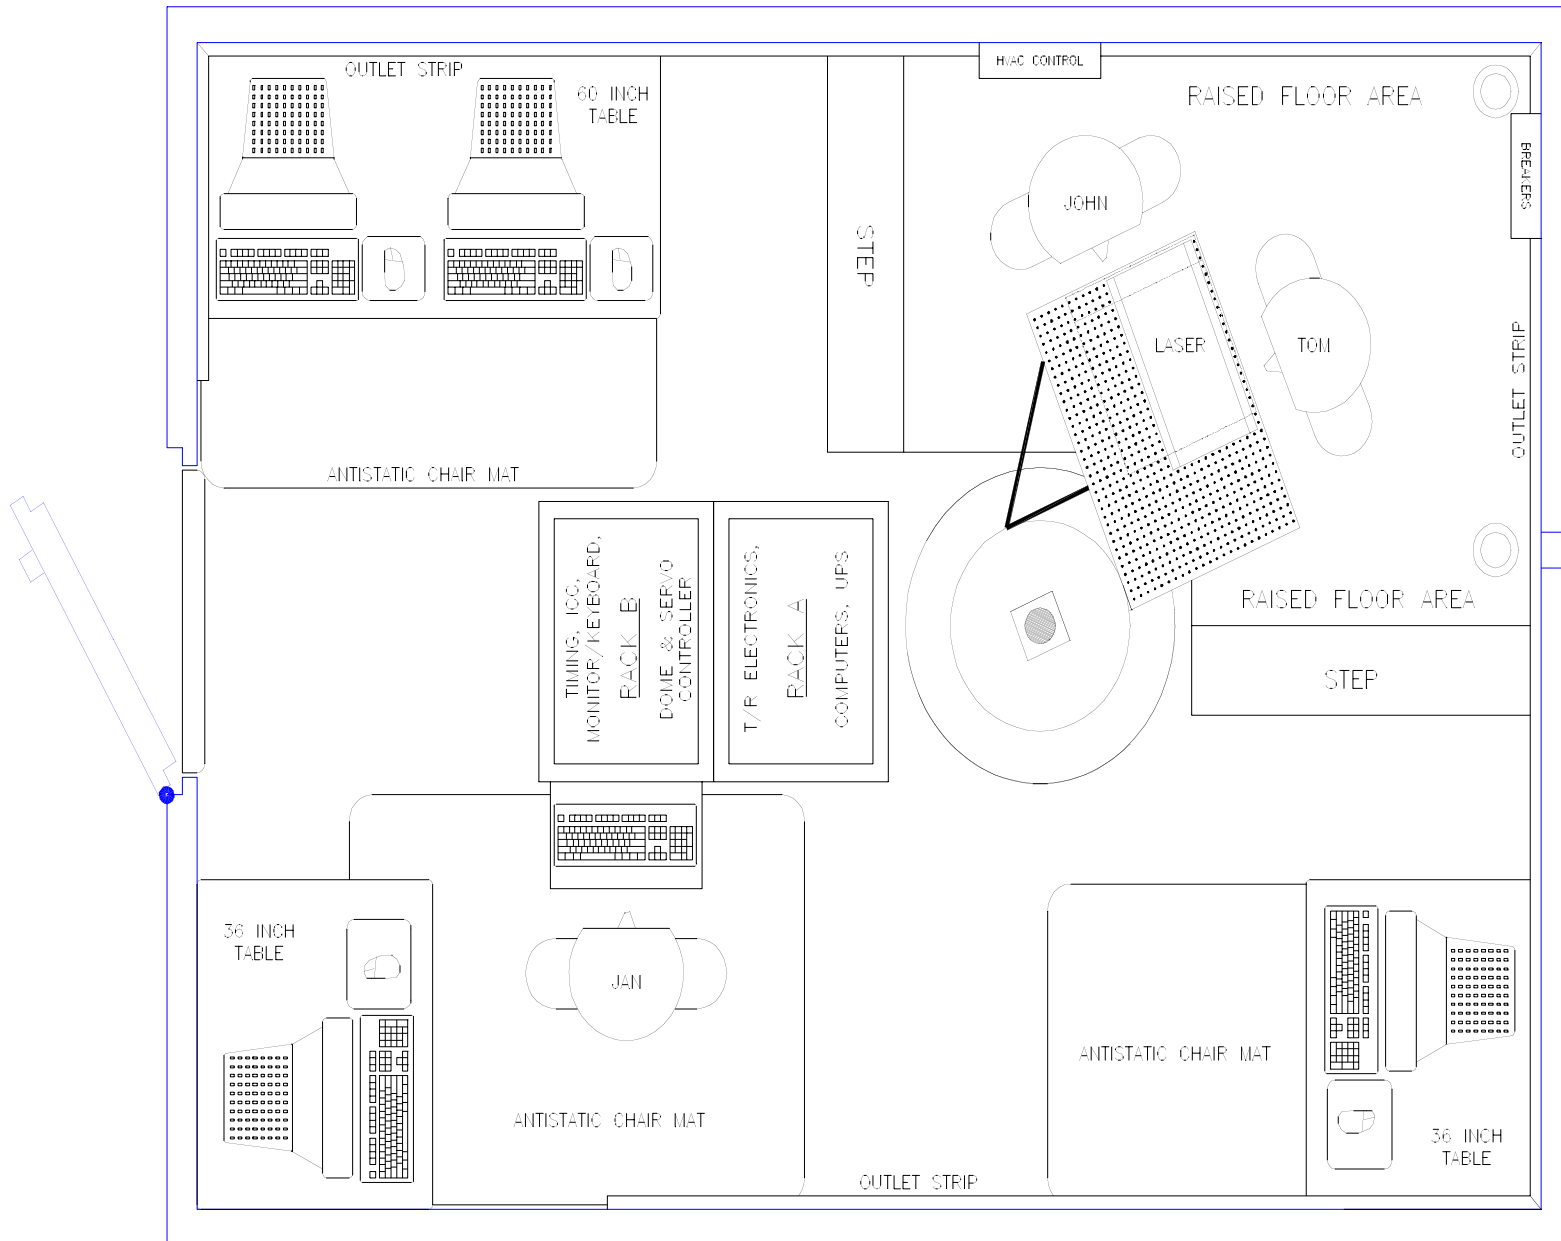 OUTLET STRIP
60 INCH
TABLE
HVAC CONTROL
RAISED FLOOR AREA
BREAKERS
JOHN
STEP
LASER
TOM
OUTLET STRIP
ANTISTATIC CHAIR MAT
TIMING, ICC,
MONITOR/KEYBOARD,
RACK B
DOME & SERVO
CONTROLLER
T/R ELECTRONICS,
RACK A
COMPUTERS, UPS
RAISED FLOOR AREA
STEP
36 INCH
TABLE
JAN
ANTISTATIC CHAIR MAT
ANTISTATIC CHAIR MAT
36 INCH
TABLE
OUTLET STRIP